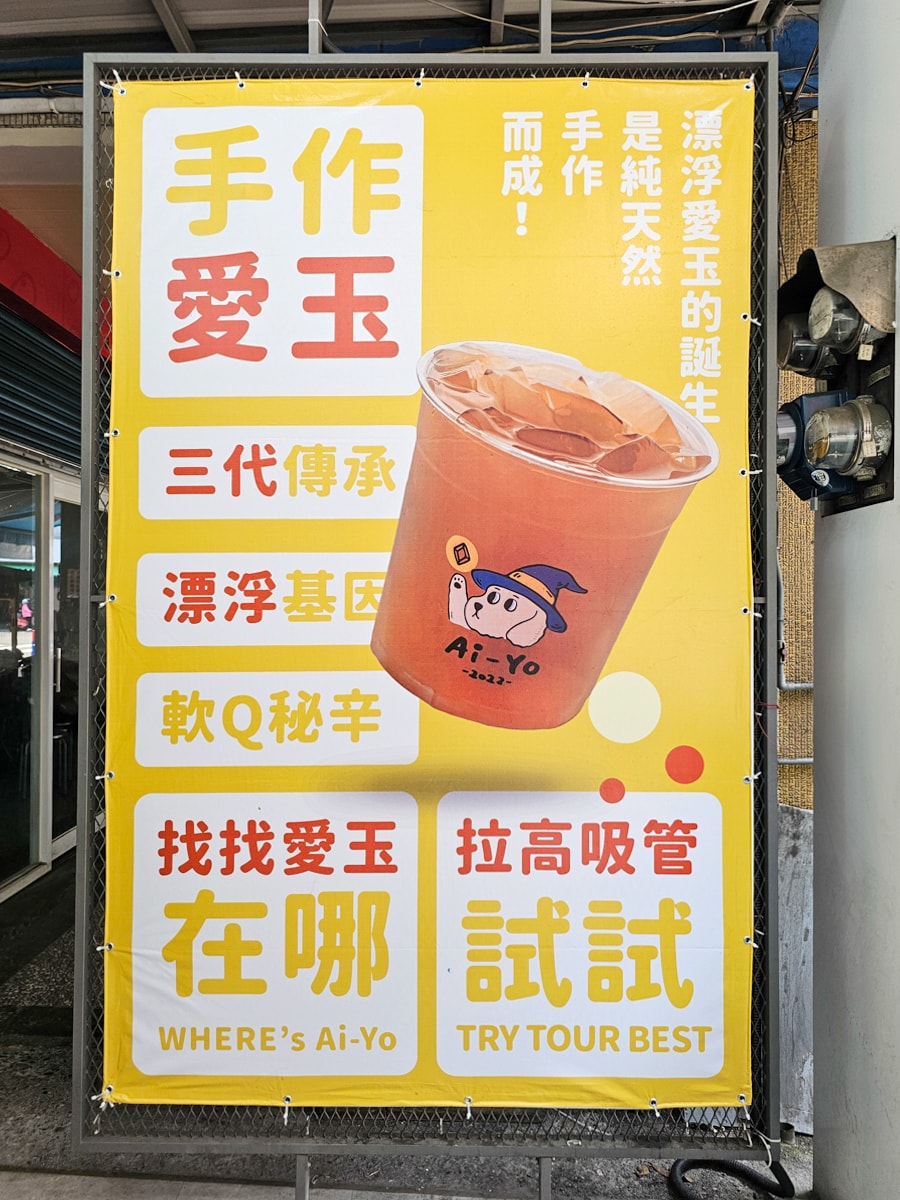 手作
愛玉
漂浮愛玉的誕生
是純天然
手作
而成！
三代傳承
漂浮基因
軟Q秘辛
Ai-Yo
-2022-
找找愛玉
在哪
WHERE's Ai-Yo
拉高吸管
試試
TRY TOUR BEST